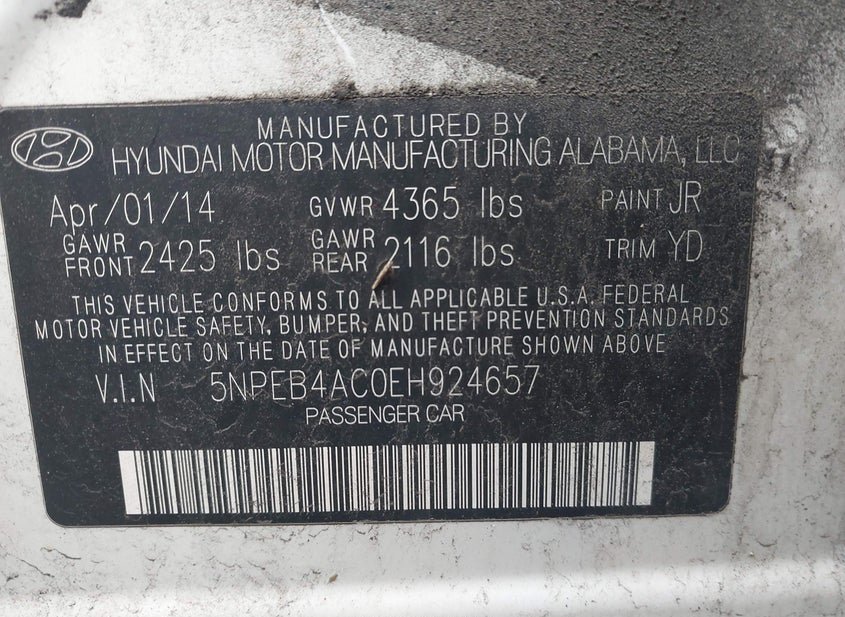 MANUFACTURED BY
HYUNDAI MOTOR MANUFACTURING ALABAMA, LLC
Apr/01/14 GVWR 4365 lbs PAINT JR
GAWR FRONT 2425 lbs GAWR REAR 2116 lbs TRIM YD
THIS VEHICLE CONFORMS TO ALL APPLICABLE U.S.A. FEDERAL
MOTOR VEHICLE SAFETY, BUMPER, AND THEFT PREVENTION STANDARDS
IN EFFECT ON THE DATE OF MANUFACTURE SHOWN ABOVE
V.I.N 5NPEB4AC0EH924657
PASSENGER CAR